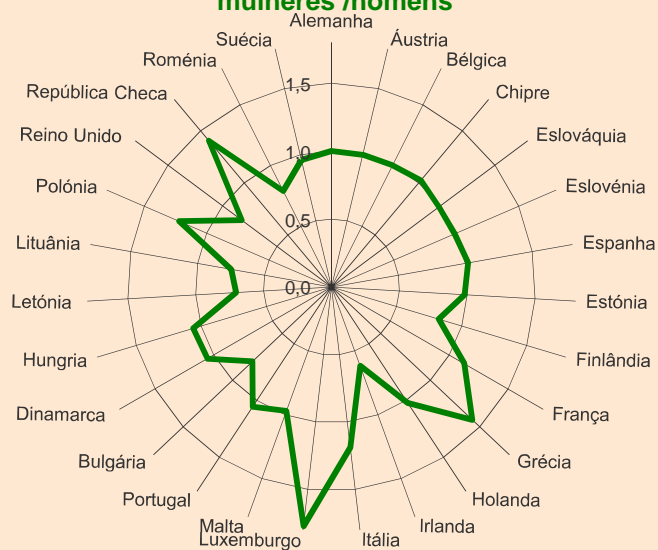 mulheres /homens
Alemanha
Áustria
Bélgica
Chipre
Eslováquia
Eslovénia
Espanha
Estónia
Finlândia
França
Grécia
Holanda
Irlanda
Itália
Luxemburgo
Malta
Portugal
Bulgária
Dinamarca
Hungria
Letónia
Lituânia
Polónia
Reino Unido
República Checa
Roménia
Suécia
1,5
1,0
0,5
0,0